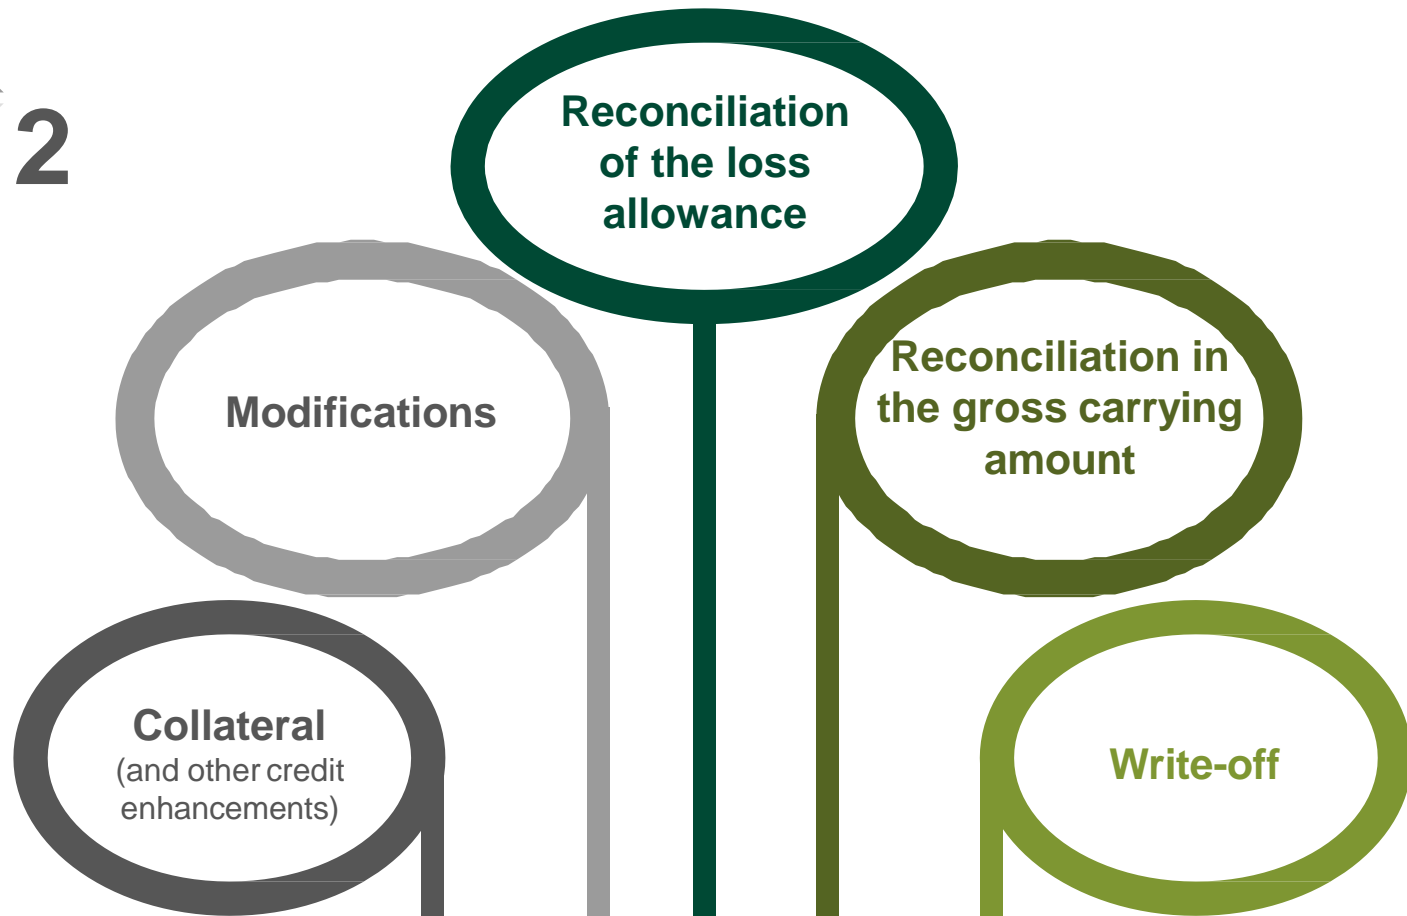 2
Reconciliation
of the loss
allowance
Modifications
Reconciliation in
the gross carrying
amount
Collateral
(and other credit
enhancements)
Write-off